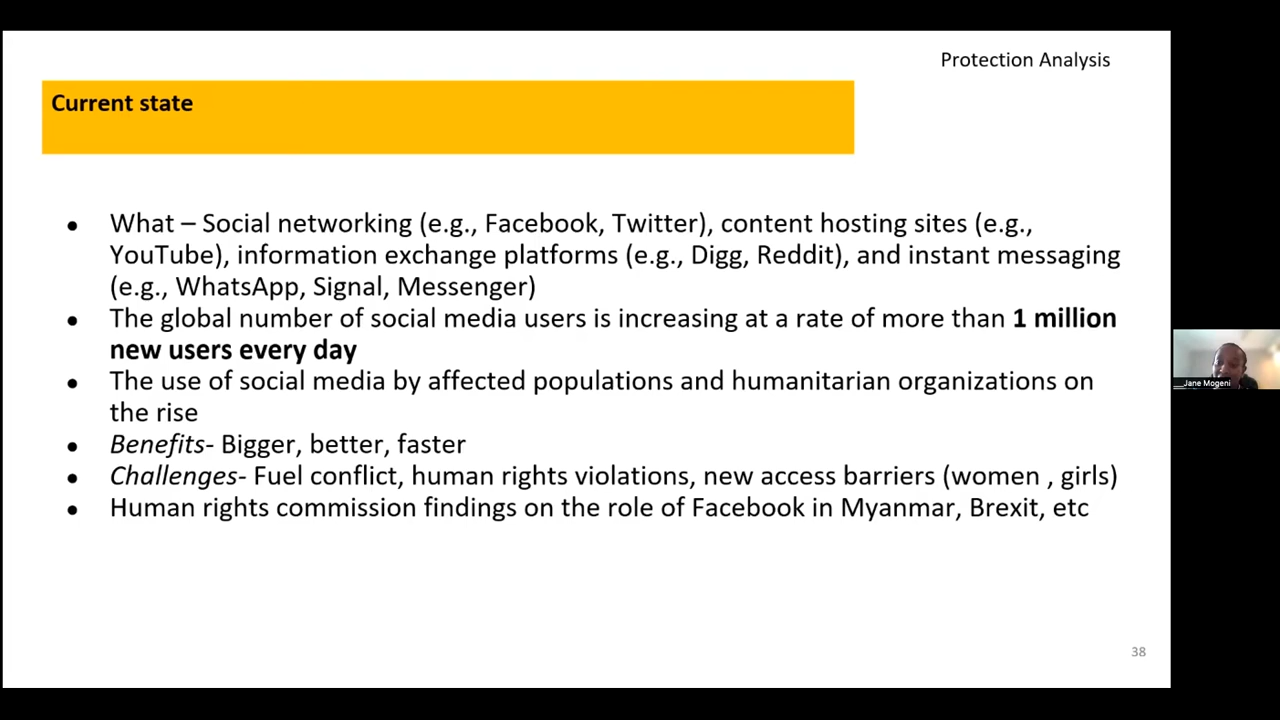 Protection Analysis
Current state
● What – Social networking (e.g., Facebook, Twitter), content hosting sites (e.g.,
YouTube), information exchange platforms (e.g., Digg, Reddit), and instant messaging
(e.g., WhatsApp, Signal, Messenger)
● The global number of social media users is increasing at a rate of more than 1 million
new users every day
● The use of social media by affected populations and humanitarian organizations on
the rise
● Benefits- Bigger, better, faster
● Challenges- Fuel conflict, human rights violations, new access barriers (women , girls)
● Human rights commission findings on the role of Facebook in Myanmar, Brexit, etc
38
Jane Mogeni